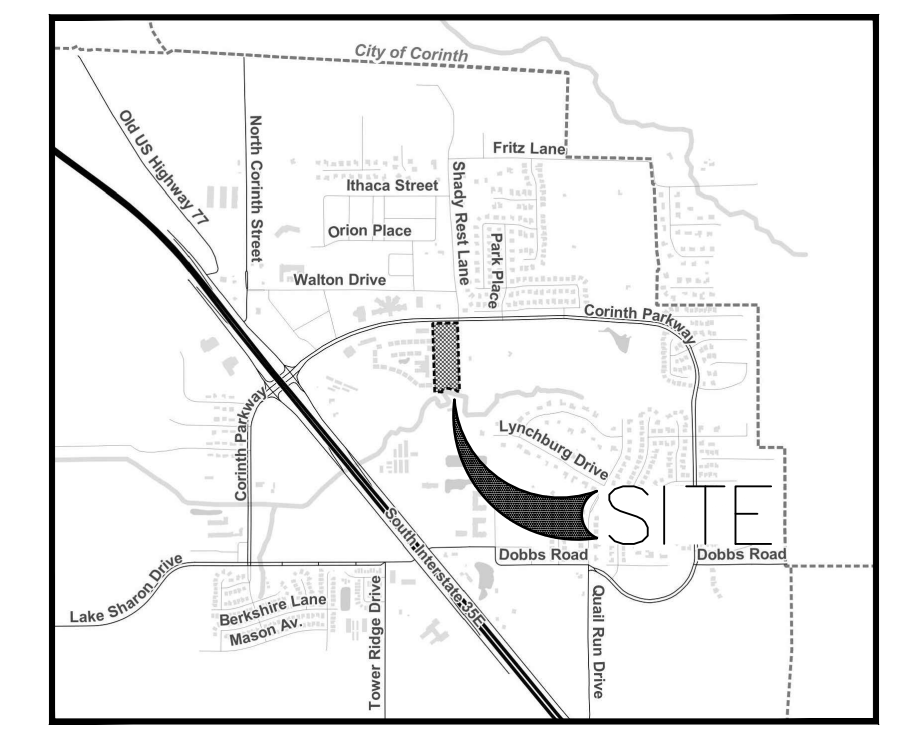 City of Corinth
Old US Highway 77
North Corinth Street
Fritz Lane
Ithaca Street
Shady Rest Lane
Orion Place
Park Place
Walton Drive
Corinth Parkway
Corinth Parkway
Lynchburg Drive
SITE
South Interstate 35E
Dobbs Road
Dobbs Road
Lake Sharon Drive
Berkshire Lane
Mason Av.
Tower Ridge Drive
Quail Run Drive